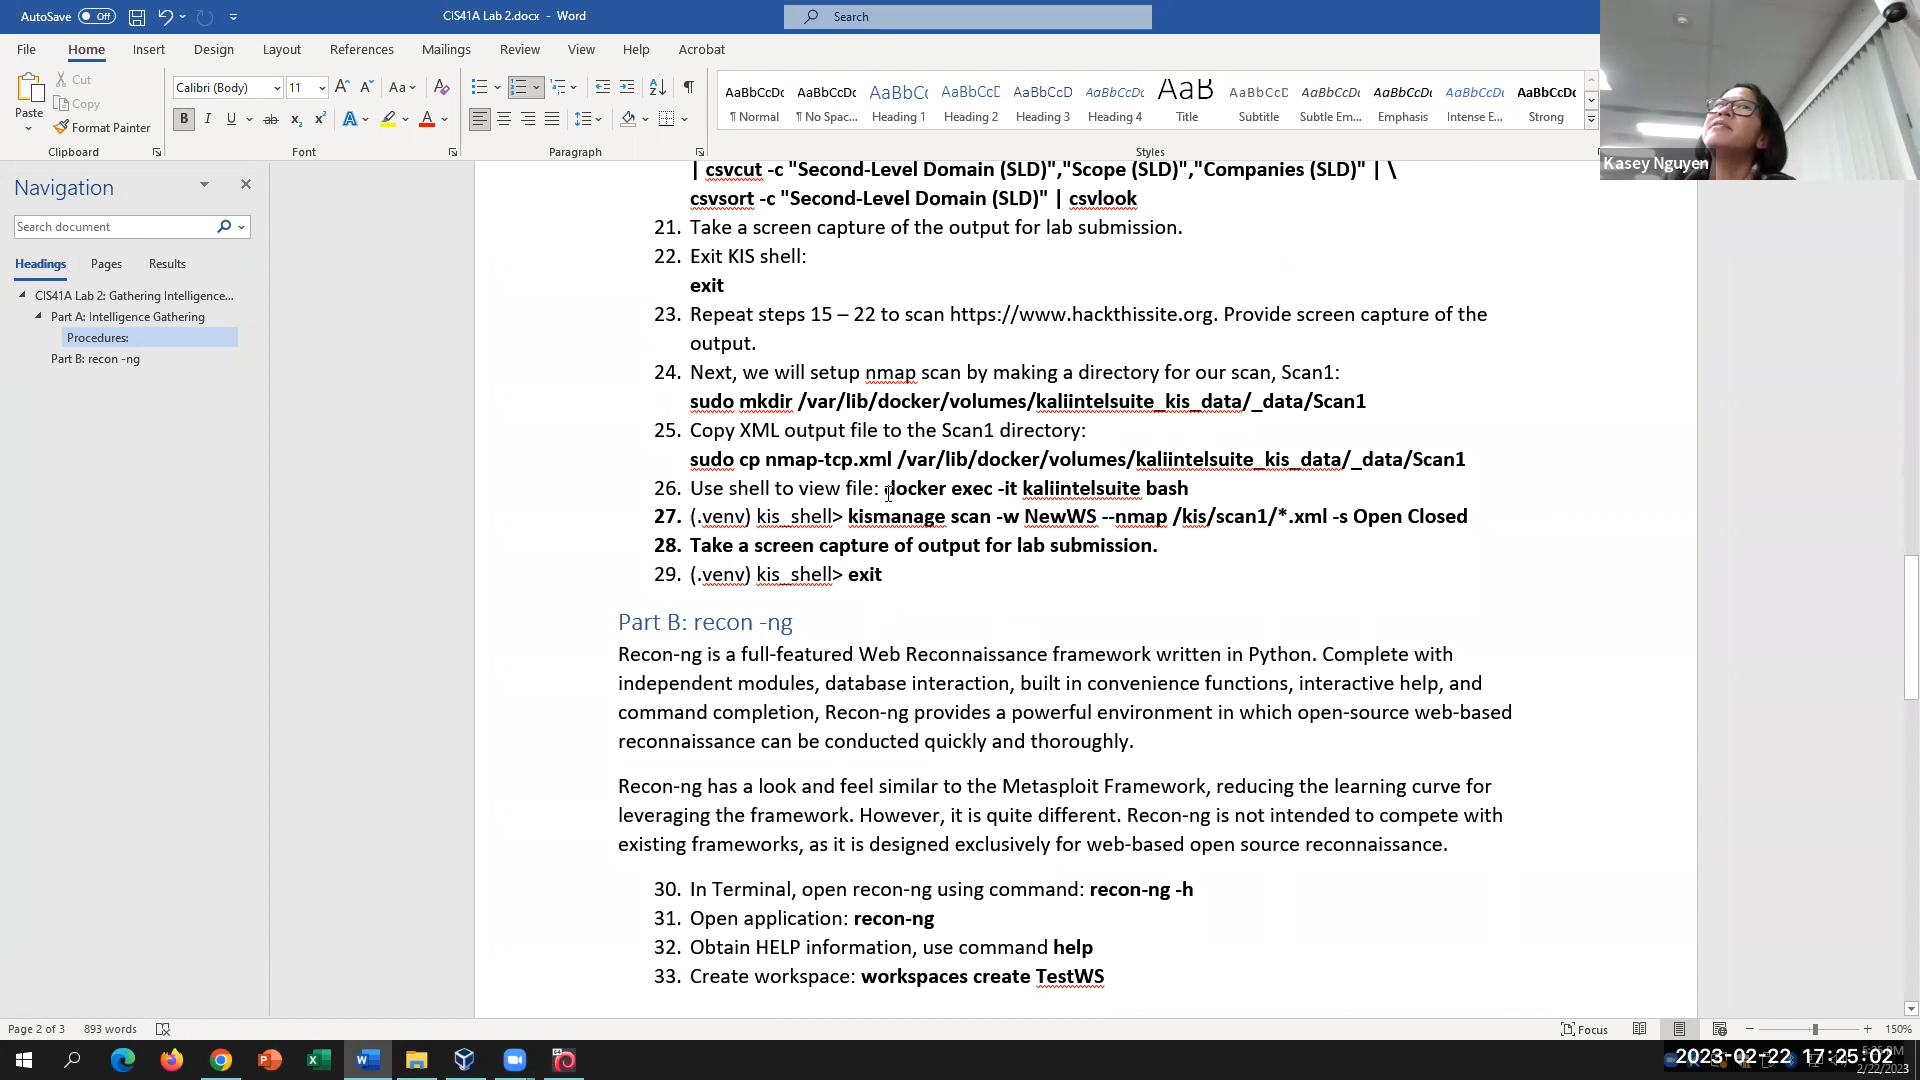 AutoSave Off
CIS41A Lab 2.docx - Word
Search
File Home Insert Design Layout References Mailings Review View Help Acrobat
Paste
Cut
Copy
Format Painter
Clipboard
Calibri (Body) 11
Font
Paragraph
AaBbCcDc ¶ Normal
AaBbCcDc ¶ No Spac...
AaBbCc Heading 1
AaBbCcD Heading 2
AaBbCcD Heading 3
AaBbCcDc Heading 4
AaB Title
AaBbCcD Subtitle
AaBbCcDc Subtle Em...
AaBbCcDc Emphasis
AaBbCcDc Intense E...
AaBbCcDc Strong
Styles
Kasey Nguyen
Navigation
Search document
Headings Pages Results
CIS41A Lab 2: Gathering Intelligence...
Part A: Intelligence Gathering
Procedures:
Part B: recon -ng
| csvcut -c "Second-Level Domain (SLD)","Scope (SLD)","Companies (SLD)" | \
csvsort -c "Second-Level Domain (SLD)" | csvlook
21. Take a screen capture of the output for lab submission.
22. Exit KIS shell:
exit
23. Repeat steps 15 – 22 to scan https://www.hackthissite.org. Provide screen capture of the
output.
24. Next, we will setup nmap scan by making a directory for our scan, Scan1:
sudo mkdir /var/lib/docker/volumes/kaliintelsuite_kis_data/_data/Scan1
25. Copy XML output file to the Scan1 directory:
sudo cp nmap-tcp.xml /var/lib/docker/volumes/kaliintelsuite_kis_data/_data/Scan1
26. Use shell to view file: docker exec -it kaliintelsuite bash
27. (.venv) kis_shell> kismanage scan -w NewWS --nmap /kis/scan1/*.xml -s Open Closed
28. Take a screen capture of output for lab submission.
29. (.venv) kis_shell> exit
Part B: recon -ng
Recon-ng is a full-featured Web Reconnaissance framework written in Python. Complete with
independent modules, database interaction, built in convenience functions, interactive help, and
command completion, Recon-ng provides a powerful environment in which open-source web-based
reconnaissance can be conducted quickly and thoroughly.
Recon-ng has a look and feel similar to the Metasploit Framework, reducing the learning curve for
leveraging the framework. However, it is quite different. Recon-ng is not intended to compete with
existing frameworks, as it is designed exclusively for web-based open source reconnaissance.
30. In Terminal, open recon-ng using command: recon-ng -h
31. Open application: recon-ng
32. Obtain HELP information, use command help
33. Create workspace: workspaces create TestWS
Page 2 of 3 893 words
Focus
150%
2023-02-22 17:25:02
2/22/2023